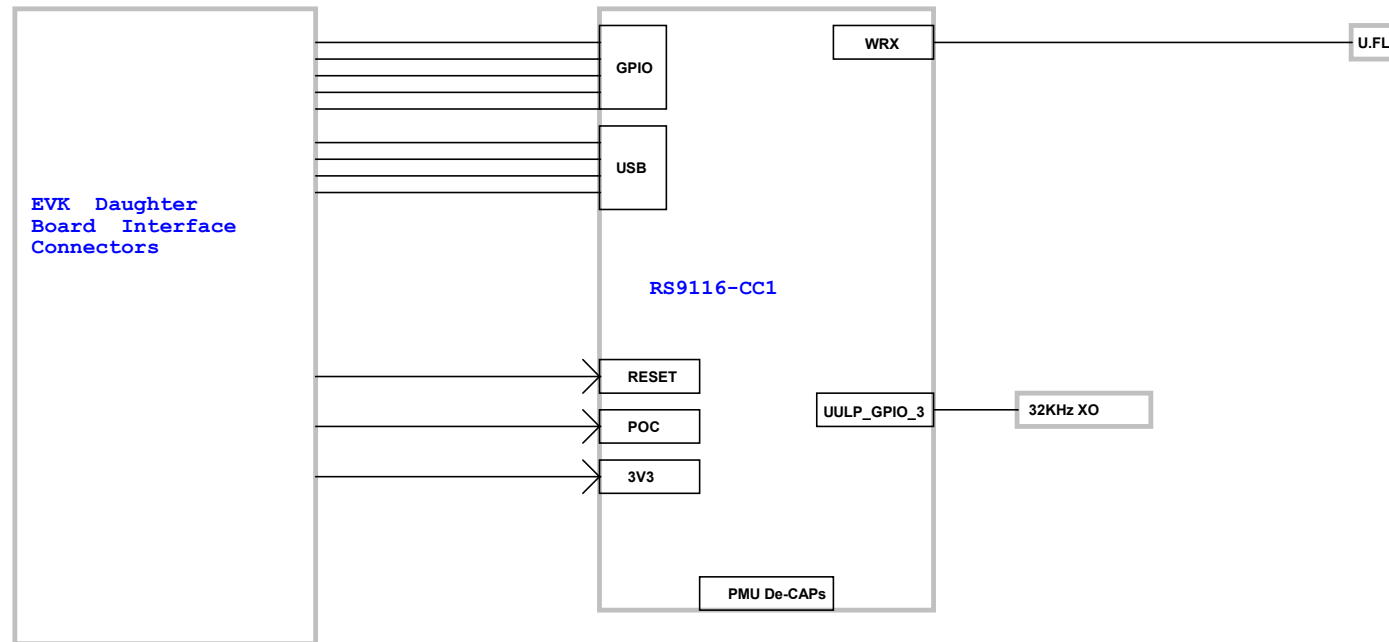 GPIO
WRX
U.FL
USB
EVK Daughter
Board Interface
Connectors
RS9116-CC1
RESET
UULP_GPIO_3
32KHz XO
POC
3V3
PMU De-CAPs